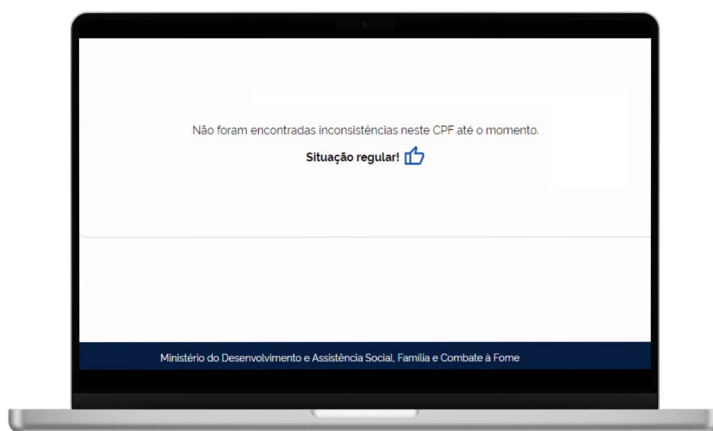 Não foram encontradas inconsistências neste CPF até o momento.
Situação regular!
Ministério do Desenvolvimento e Assistência Social, Família e Combate à Fome